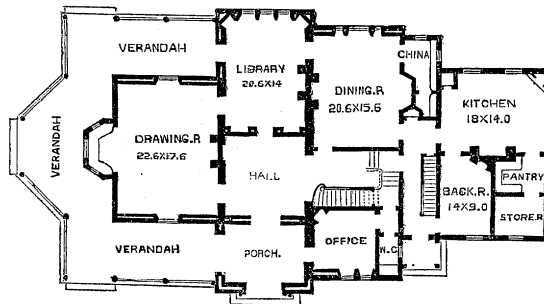 VERANDAH
LIBRARY
20.6X14
CHINA
DINING.R
20.6X15.6
KITCHEN
18X14.0
VERANDAH
DRAWING.R
22.6X17.6
HALL
PANTRY
BACK.R.
14X9.0
STORE.R
VERANDAH
PORCH.
OFFICE
W.C